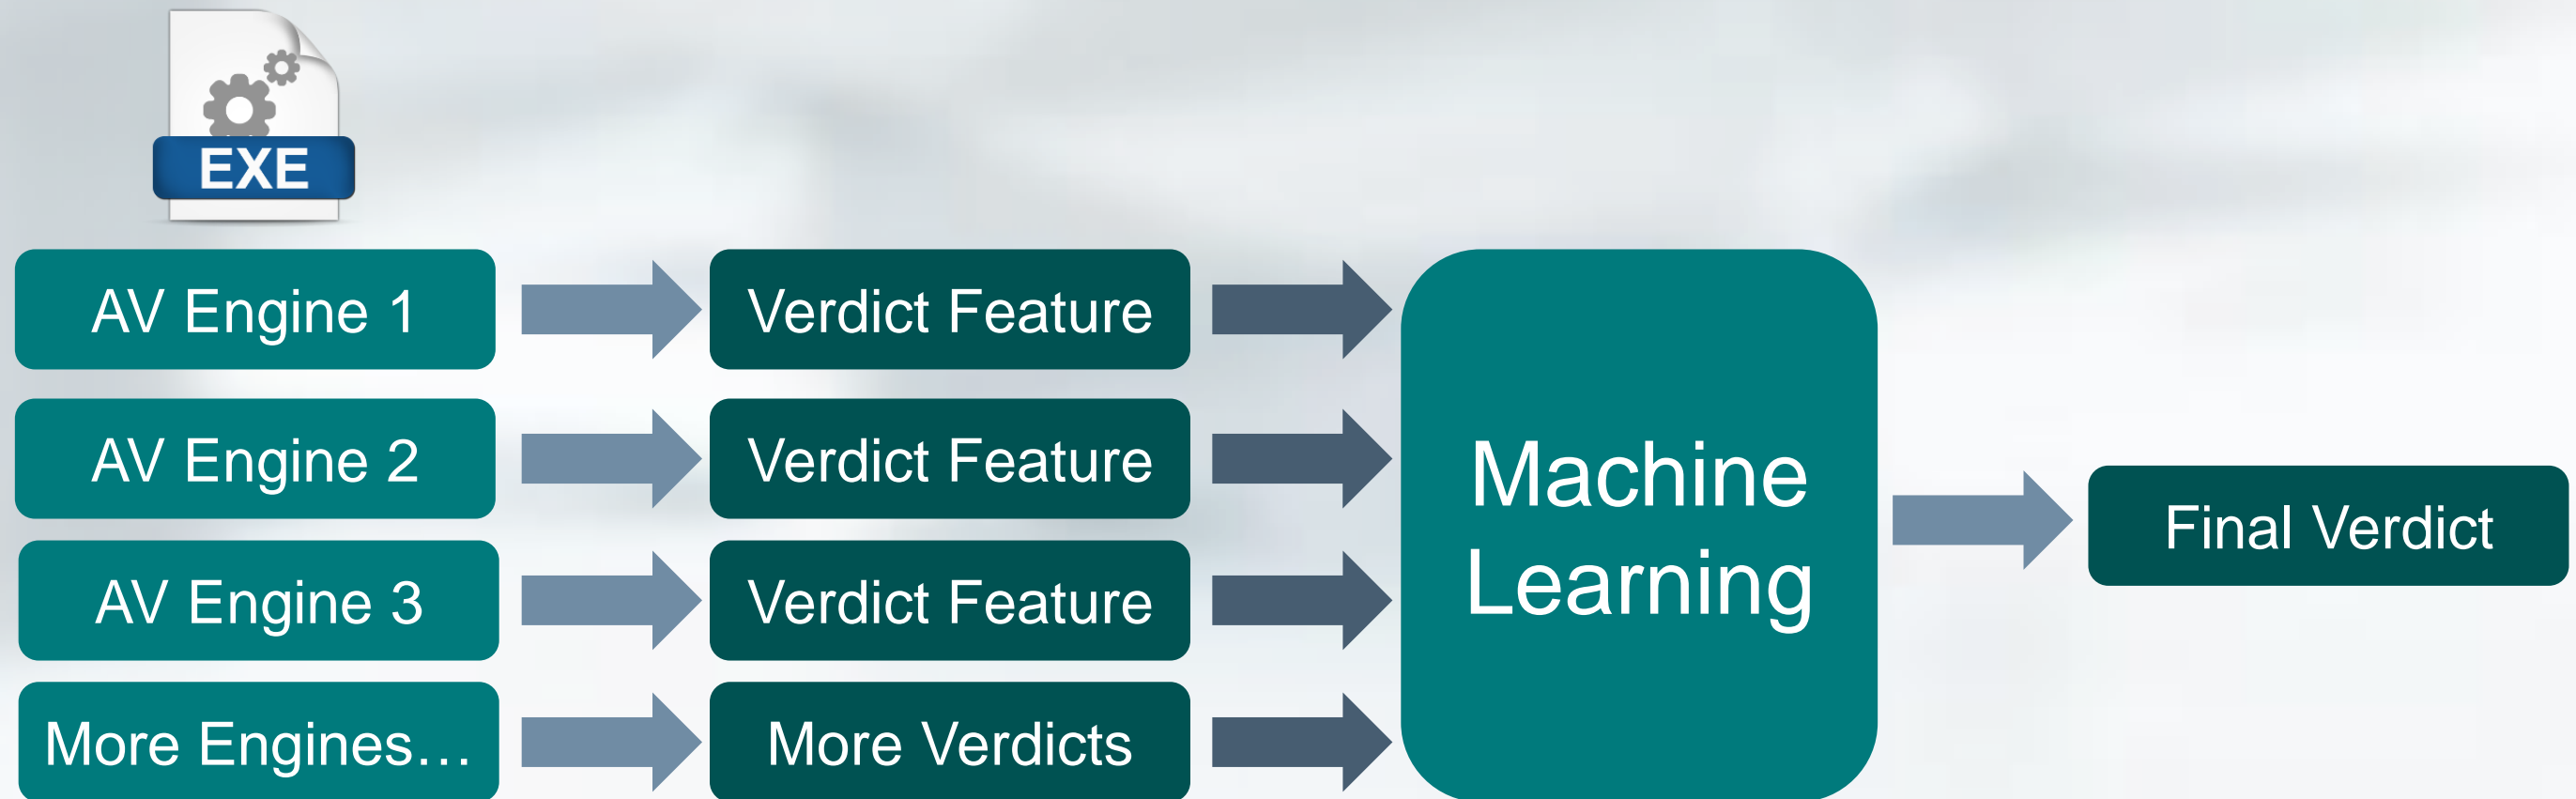 EXE
AV Engine 1
Verdict Feature
AV Engine 2
Verdict Feature
AV Engine 3
Verdict Feature
More Engines…
More Verdicts
Machine
Learning
Final Verdict